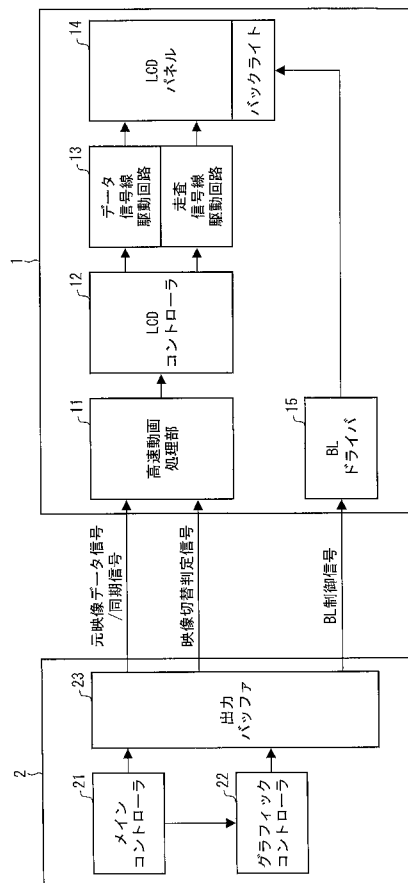 2
21
メイン
コントローラ
22
グラフィック
コントローラ
23
出力
バッファ
元映像データ信号
/同期信号
映像切替判定信号
BL制御信号
1
11
高速動画
処理部
12
LCD
コントローラ
13
データ
信号線
駆動回路
走査
信号線
駆動回路
14
LCD
パネル
バックライト
15
BL
ドライバ